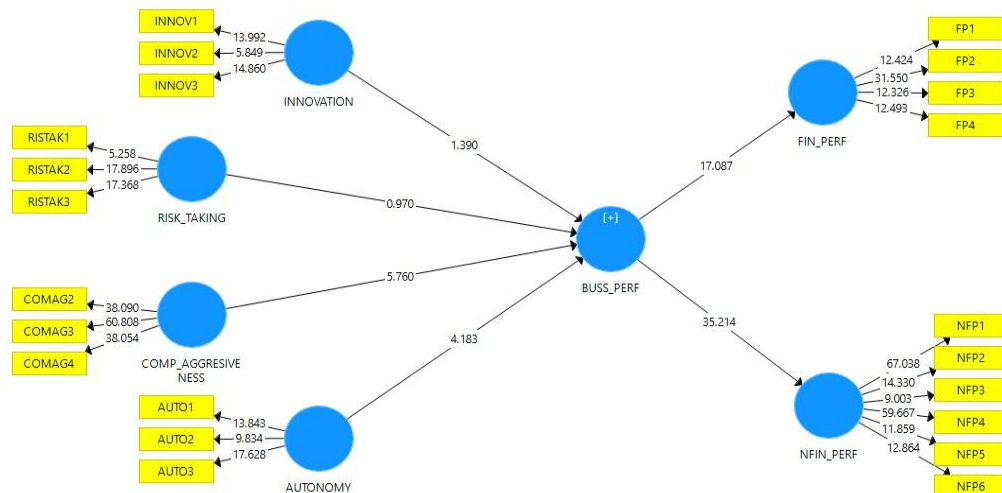 INNOV1
INNOV2
INNOV3
13.992
5.849
14.860
INNOVATION
RISTAK1
RISTAK2
RISTAK3
5.258
17.896
17.368
RISK_TAKING
COMAG2
COMAG3
COMAG4
38.090
60.808
38.054
COMP_AGGRESIVE
NESS
AUTO1
AUTO2
AUTO3
13.843
9.834
17.628
AUTONOMY
1.390
0.970
5.760
4.183
[+]
BUSS_PERF
17.087
35.214
FIN_PERF
12.424
31.550
12.326
12.493
FP1
FP2
FP3
FP4
NFIN_PERF
67.038
14.330
9.003
59.667
11.859
12.864
NFP1
NFP2
NFP3
NFP4
NFP5
NFP6